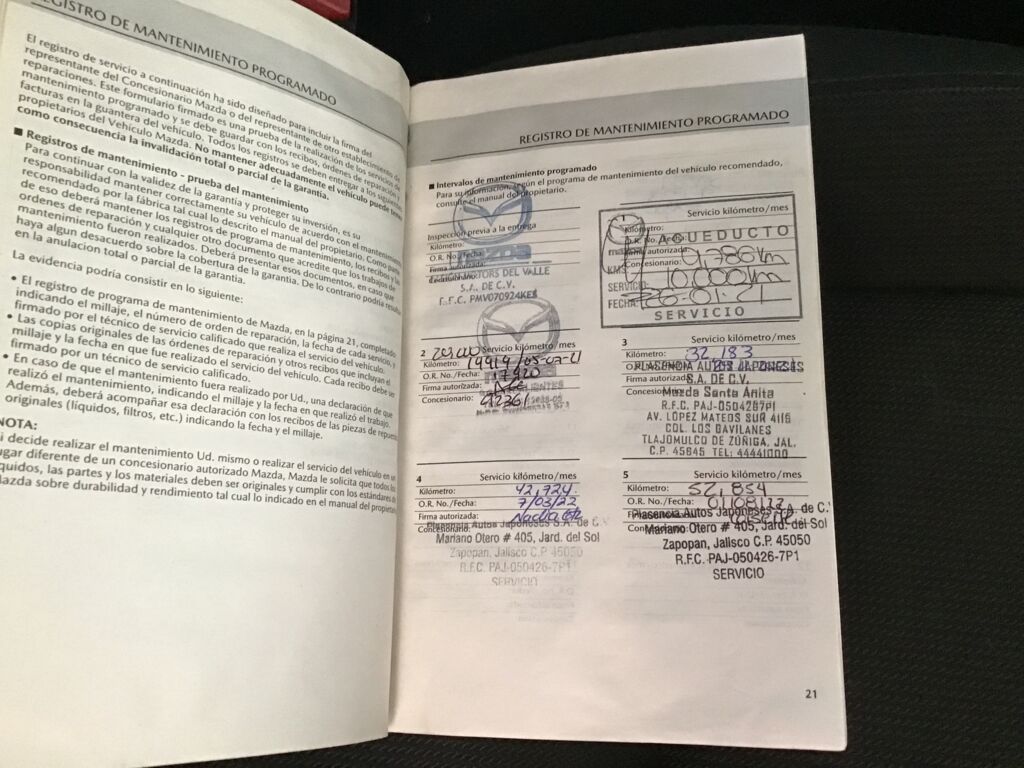 REGISTRO DE MANTENIMIENTO PROGRAMADO
El registro de servicio a continuación ha sido diseñado para incluir la firma del
representante del Concesionario Mazda o del representante de otro establecimiento de
reparaciones. Este formulario firmado es una prueba de la realización de los servicios de
mantenimiento programado y se debe guardar con los recibos, órdenes de reparación y
facturas en la guantera del vehículo. Todos los registros se deben entregar a los siguientes
propietarios del Vehículo Mazda. No mantener adecuadamente el vehículo puede tener
como consecuencia la invalidación total o parcial de la garantía.
■ Registros de mantenimiento - prueba del mantenimiento
Para continuar con la validez de la garantía y proteger su inversión, es su
responsabilidad mantener correctamente su vehículo de acuerdo con el mantenimiento
recomendado por la fábrica tal cual lo descrito el manual del propietario. Como parte
de eso deberá mantener los registros de programa de mantenimiento, los recibos y las
ordenes de reparación y cualquier otro documento que acredite que los trabajos de
mantenimiento fueron realizados. Deberá presentar esos documentos, en caso que
haya algun desacuerdo sobre la cobertura de la garantía. De lo contrario podría resultar
en la anulacion total o parcial de la garantía.
La evidencia podría consistir en lo siguiente:
• El registro de programa de mantenimiento de Mazda, en la página 21, completado
indicando el millaje, el número de orden de reparación, la fecha de cada servicio, y
firmado por el técnico de servicio calificado que realiza el servicio del vehículo.
• Las copias originales de las órdenes de reparación y otros recibos que incluyan el
millaje y la fecha en que fue realizado el servicio del vehículo. Cada recibo debe ser
firmado por un técnico de servicio calificado.
• En caso de que el mantenimiento fuera realizado por Ud., una declaración de que
realizó el mantenimiento, indicando el millaje y la fecha en que realizó el trabajo.
Además, deberá acompañar esa declaración con los recibos de las piezas de repuesto
originales (líquidos, filtros, etc.) indicando la fecha y el millaje.
NOTA:
Si decide realizar el mantenimiento Ud. mismo o realizar el servicio del vehículo en un
lugar diferente de un concesionario autorizado Mazda, Mazda le solicita que todos los
líquidos, las partes y los materiales deben ser originales y cumplir con los estándares de
Mazda sobre durabilidad y rendimiento tal cual lo indicado en el manual del propietario.
REGISTRO DE MANTENIMIENTO PROGRAMADO
■ Intervalos de mantenimiento programado
Para su información, según el programa de mantenimiento del vehículo recomendado,
consulte el manual del propietario.
Inspección previa a la entrega
Kilómetro:
O.R. No./Fecha:
Firma autorizada:
MOTORS DEL VALLE
S.A. DE C.V.
Servicio kilómetro/mes
Kilómetro:
O.R. No./Fecha:
Concesionario:
ACUEDUCTO
9,786 Km
KMS
SERVICIO 10,000 Km
FECHA 26-01-21
SERVICIO
2 Servicio kilómetro/mes
Kilómetro: 19919/05-07-21
O.R. No./Fecha: 17920
Firma autorizada:
Concesionario: 22361
3
Servicio kilómetro/mes
Kilómetro: 32,183
PLASENCIA AUTOS JAPONESES
S.A. DE C.V.
Mazda Santa Anita
R.F.C. PAJ-0504267P1
AV. LÓPEZ MATEOS SUR 4116
COL. LOS GAVILANES
TLAJOMULCO DE ZÚÑIGA, JAL.
C.P. 45645 TEL: 44441000
4
Servicio kilómetro/mes
Kilómetro: 42,724
O.R. No./Fecha: 7/03/22
Firma autorizada:
Concesionario:
Plasencia Autos Japoneses S.A. de C.V
Mariano Otero # 405, Jard. del Sol
Zapopan, Jalisco C.P. 45050
R.F.C. PAJ-050426-7P1
SERVICIO
5
Servicio kilómetro/mes
Kilómetro: 52,854
O.R. No./Fecha: 01/08/22
Plasencia Autos Japoneses S.A. de C.V
Mariano Otero # 405, Jard. del Sol
Zapopan, Jalisco C.P. 45050
R.F.C. PAJ-050426-7P1
SERVICIO
21